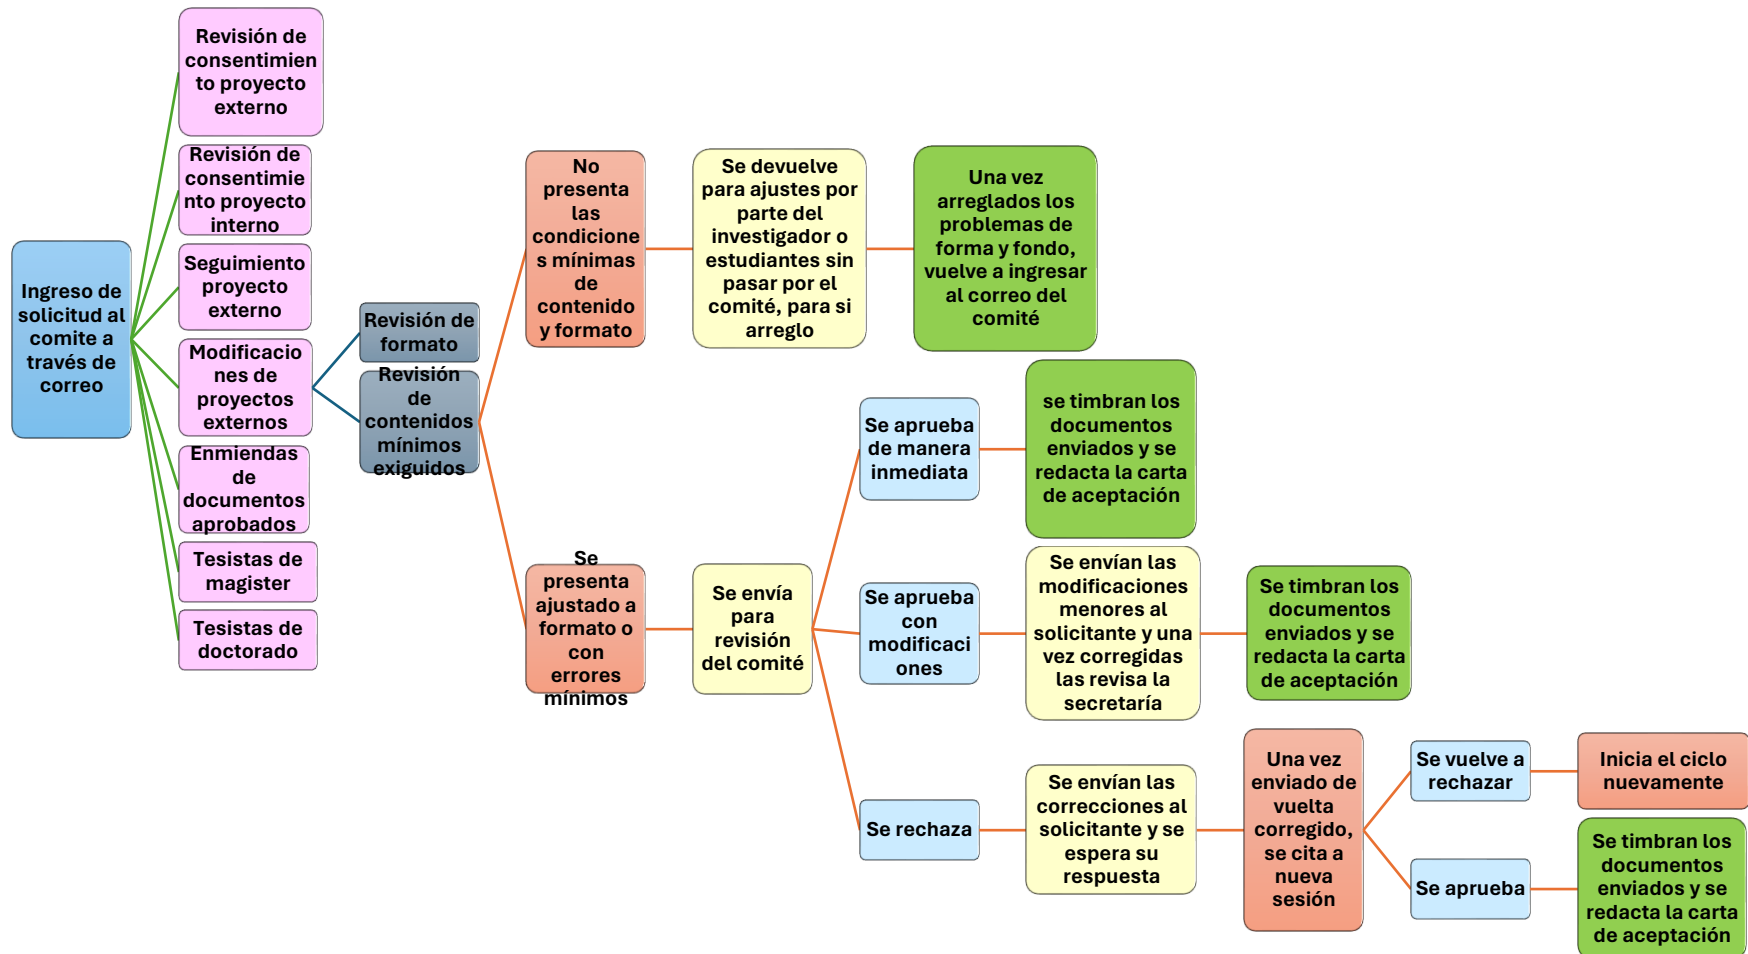 Ingreso de
solicitud al
comite a
través de
correo
Revisión de
consentimien
to proyecto
externo
Revisión de
consentimie
nto proyecto
interno
Seguimiento
proyecto
externo
Modificacio
nes de
proyectos
externos
Enmiendas
de
documentos
aprobados
Tesistas de
magister
Tesistas de
doctorado
Revisión de
formato
Revisión
de
contenidos
mínimos
exiguidos
No
presenta
las
condicione
s mínimas
de
contenido
y formato
Se devuelve
para ajustes por
parte del
investigador o
estudiantes sin
pasar por el
comité, para si
arreglo
Una vez
arreglados los
problemas de
forma y fondo,
vuelve a ingresar
al correo del
comité
Se
presenta
ajustado a
formato o
con
errores
mínimos
Se envía
para
revisión
del comité
Se aprueba
de manera
inmediata
se timbran los
documentos
enviados y se
redacta la carta
de aceptación
Se aprueba
con
modificaci
ones
Se envían las
modificaciones
menores al
solicitante y una
vez corregidas
las revisa la
secretaría
Se timbran los
documentos
enviados y se
redacta la carta
de aceptación
Se rechaza
Se envían las
correcciones al
solicitante y se
espera su
respuesta
Una vez
enviado de
vuelta
corregido,
se cita a
nueva
sesión
Se vuelve a
rechazar
Inicia el ciclo
nuevamente
Se aprueba
Se timbran los
documentos
enviados y se
redacta la carta
de aceptación